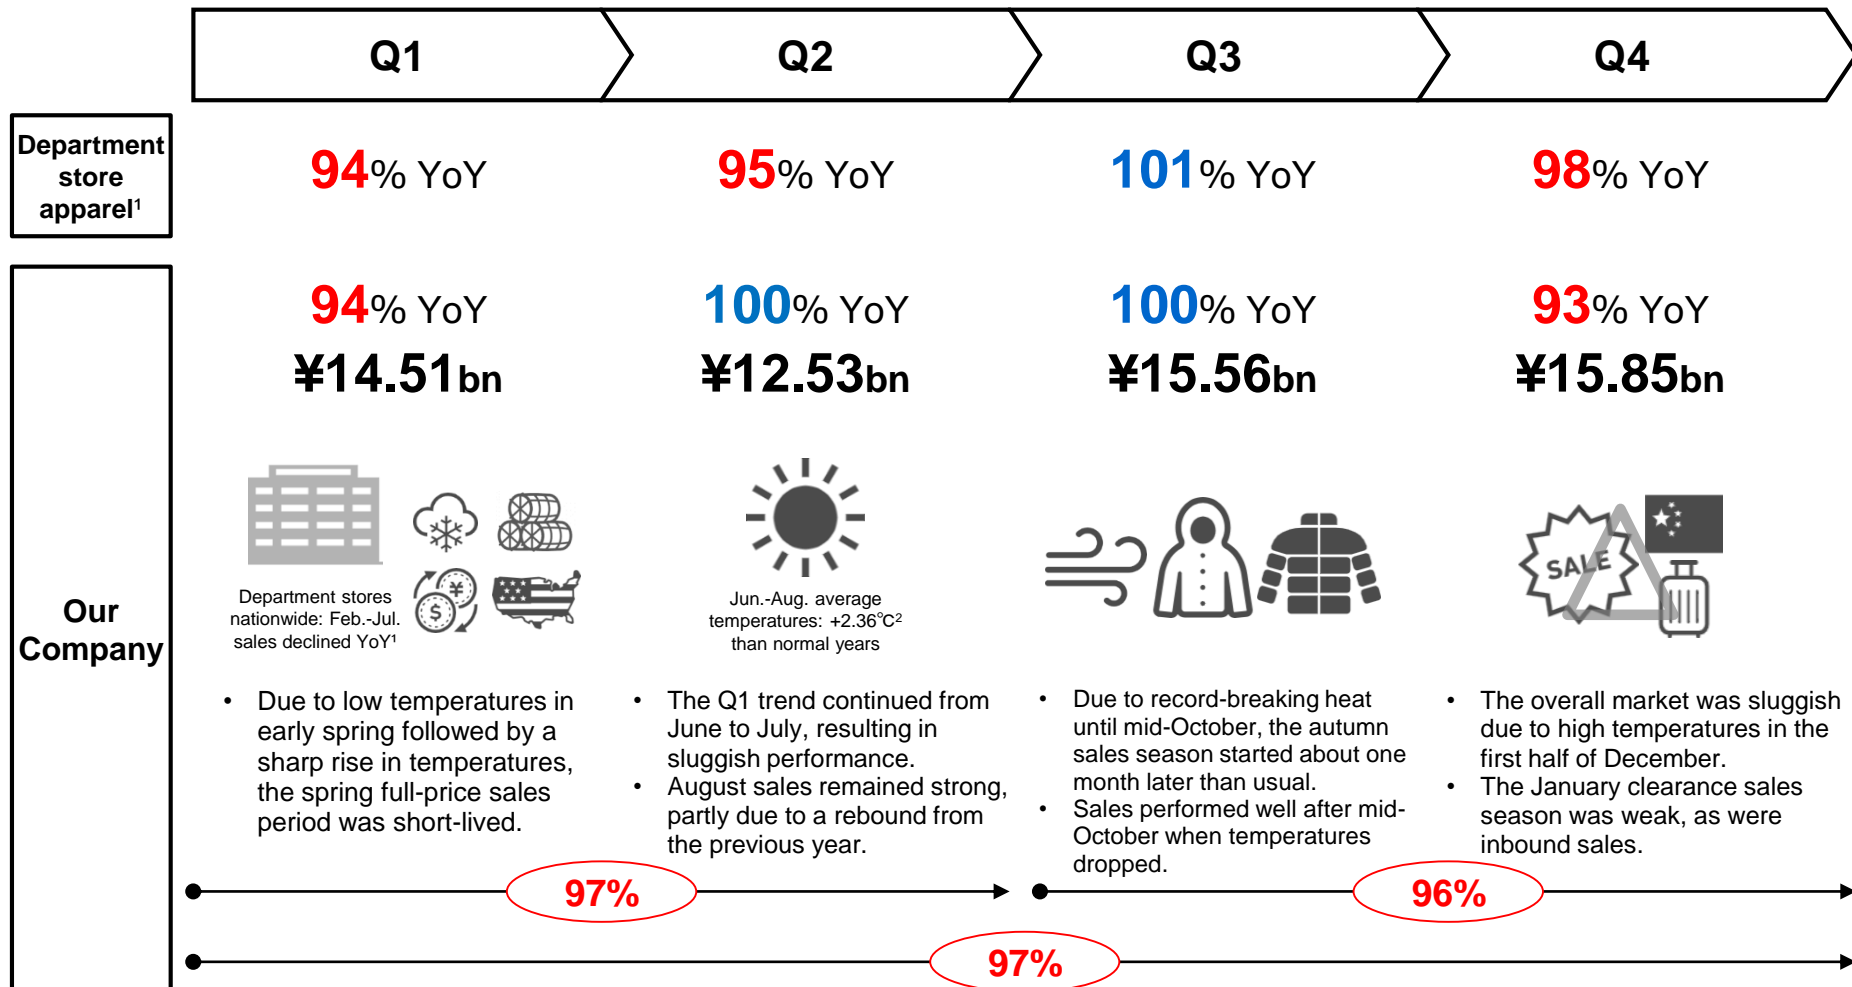 Q1
Q2
Q3
Q4
Department
store
apparel¹
94% YoY
95% YoY
101% YoY
98% YoY
Our
Company
94% YoY
¥14.51bn
100% YoY
¥12.53bn
100% YoY
¥15.56bn
93% YoY
¥15.85bn
¥
$
SALE
Department stores
nationwide: Feb.-Jul.
sales declined YoY¹
Jun.-Aug. average
temperatures: +2.36℃²
than normal years
• Due to low temperatures in
early spring followed by a
sharp rise in temperatures,
the spring full-price sales
period was short-lived.
• The Q1 trend continued from
June to July, resulting in
sluggish performance.
• August sales remained strong,
partly due to a rebound from
the previous year.
• Due to record-breaking heat
until mid-October, the autumn
sales season started about one
month later than usual.
• Sales performed well after mid-
October when temperatures
dropped.
• The overall market was sluggish
due to high temperatures in the
first half of December.
• The January clearance sales
season was weak, as were
inbound sales.
97%
96%
97%